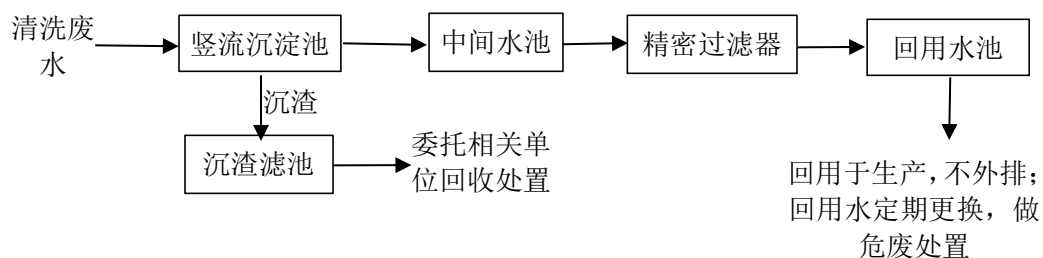 清洗废
水
竖流沉淀池
中间水池
精密过滤器
回用水池
沉渣
沉渣滤池
委托相关单
位回收处置
回用于生产,不外排;
回用水定期更换，做
危废处置